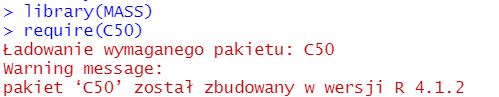 > library(MASS)
> require(C50)
Ładowanie wymaganego pakietu: C50
Warning message:
pakiet ‘C50’ został zbudowany w wersji R 4.1.2